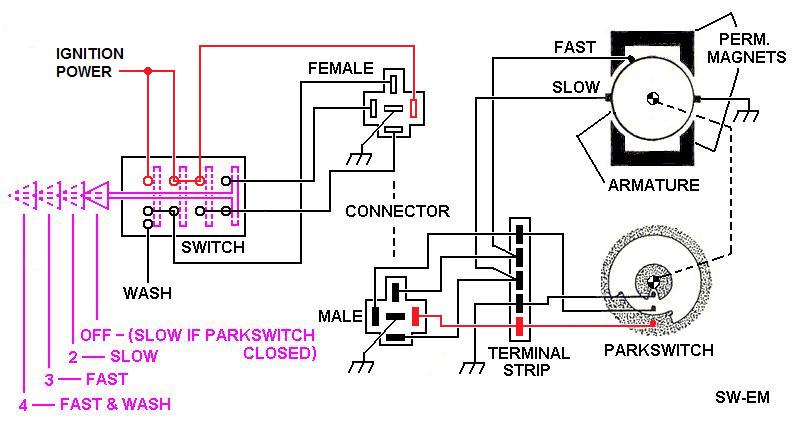 IGNITION
POWER
FEMALE
FAST
SLOW
PERM.
MAGNETS
ARMATURE
CONNECTOR
SWITCH
WASH
OFF – (SLOW IF PARKSWITCH
CLOSED)
2 — SLOW
3 — FAST
4 — FAST & WASH
MALE
TERMINAL
STRIP
PARKSWITCH
SW-EM